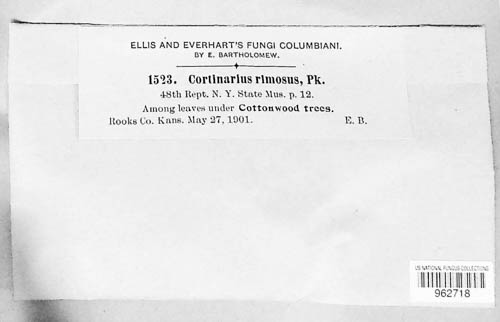 ELLIS AND EVERHART'S FUNGI COLUMBIANI.
BY E. BARTHOLOMEW.
1523. Cortinarius rimosus, Pk.
48th Rept. N. Y. State Mus. p. 12.
Among leaves under Cottonwood trees.
Rooks Co. Kans. May 27, 1901. E. B.
US NATIONAL FUNGUS COLLECTIONS
962718